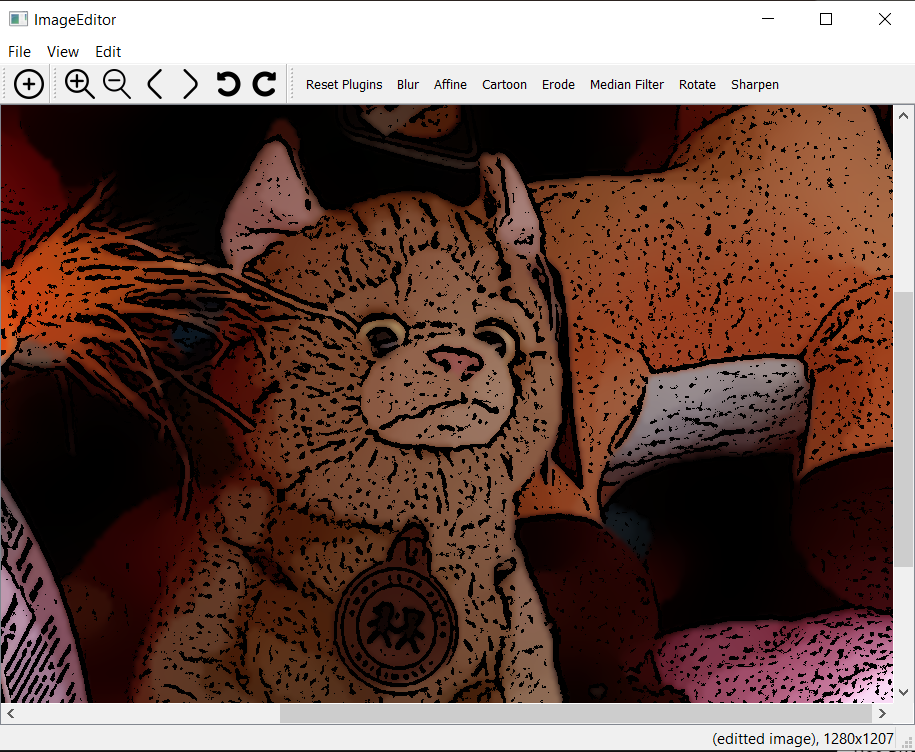 ImageEditor
File View Edit
Reset Plugins Blur Affine Cartoon Erode Median Filter Rotate Sharpen
(editted image), 1280x1207